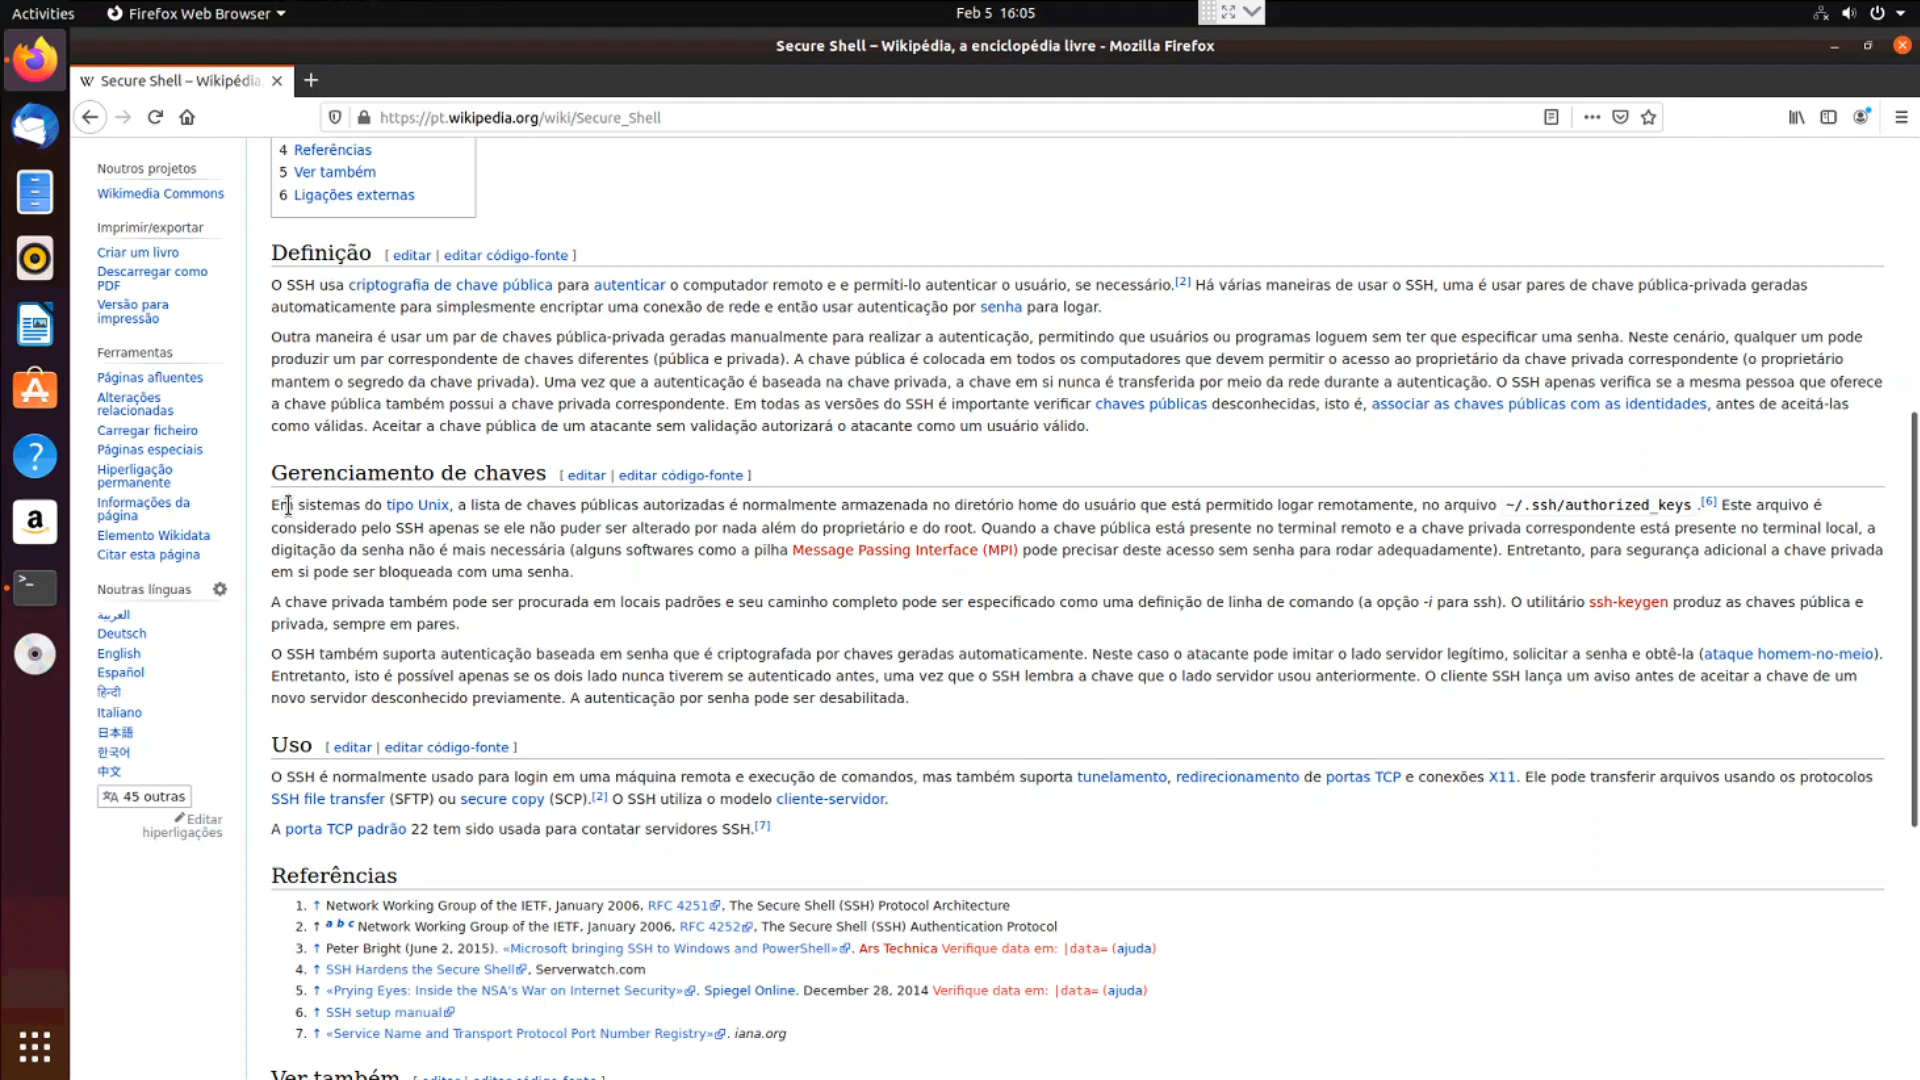 Activities
Firefox Web Browser
Feb 5 16:05
Secure Shell – Wikipédia, a enciclopédia livre - Mozilla Firefox
W Secure Shell – Wikipédia
https://pt.wikipedia.org/wiki/Secure_Shell
Noutros projetos
Wikimedia Commons
Imprimir/exportar
Criar um livro
Descarregar como
PDF
Versão para
impressão
Ferramentas
Páginas afluentes
Alterações
relacionadas
Carregar ficheiro
Páginas especiais
Hiperligação
permanente
Informações da
página
Elemento Wikidata
Citar esta página
Noutras línguas
العربية
Deutsch
English
Español
हिन्दी
Italiano
日本語
한국어
中文
45 outras
Editar
hiperligações
4 Referências
5 Ver também
6 Ligações externas
Definição [ editar | editar código-fonte ]
O SSH usa criptografia de chave pública para autenticar o computador remoto e e permiti-lo autenticar o usuário, se necessário.[2] Há várias maneiras de usar o SSH, uma é usar pares de chave pública-privada geradas
automaticamente para simplesmente encriptar uma conexão de rede e então usar autenticação por senha para logar.
Outra maneira é usar um par de chaves pública-privada geradas manualmente para realizar a autenticação, permitindo que usuários ou programas loguem sem ter que especificar uma senha. Neste cenário, qualquer um pode
produzir um par correspondente de chaves diferentes (pública e privada). A chave pública é colocada em todos os computadores que devem permitir o acesso ao proprietário da chave privada correspondente (o proprietário
mantem o segredo da chave privada). Uma vez que a autenticação é baseada na chave privada, a chave em si nunca é transferida por meio da rede durante a autenticação. O SSH apenas verifica se a mesma pessoa que oferece
a chave pública também possui a chave privada correspondente. Em todas as versões do SSH é importante verificar chaves públicas desconhecidas, isto é, associar as chaves públicas com as identidades, antes de aceitá-las
como válidas. Aceitar a chave pública de um atacante sem validação autorizará o atacante como um usuário válido.
Gerenciamento de chaves [ editar | editar código-fonte ]
Em sistemas do tipo Unix, a lista de chaves públicas autorizadas é normalmente armazenada no diretório home do usuário que está permitido logar remotamente, no arquivo ~/.ssh/authorized_keys .[6] Este arquivo é
considerado pelo SSH apenas se ele não puder ser alterado por nada além do proprietário e do root. Quando a chave pública está presente no terminal remoto e a chave privada correspondente está presente no terminal local, a
digitação da senha não é mais necessária (alguns softwares como a pilha Message Passing Interface (MPI) pode precisar deste acesso sem senha para rodar adequadamente). Entretanto, para segurança adicional a chave privada
em si pode ser bloqueada com uma senha.
A chave privada também pode ser procurada em locais padrões e seu caminho completo pode ser especificado como uma definição de linha de comando (a opção -i para ssh). O utilitário ssh-keygen produz as chaves pública e
privada, sempre em pares.
O SSH também suporta autenticação baseada em senha que é criptografada por chaves geradas automaticamente. Neste caso o atacante pode imitar o lado servidor legítimo, solicitar a senha e obtê-la (ataque homem-no-meio).
Entretanto, isto é possível apenas se os dois lado nunca tiverem se autenticado antes, uma vez que o SSH lembra a chave que o lado servidor usou anteriormente. O cliente SSH lança um aviso antes de aceitar a chave de um
novo servidor desconhecido previamente. A autenticação por senha pode ser desabilitada.
Uso [ editar | editar código-fonte ]
O SSH é normalmente usado para login em uma máquina remota e execução de comandos, mas também suporta tunelamento, redirecionamento de portas TCP e conexões X11. Ele pode transferir arquivos usando os protocolos
SSH file transfer (SFTP) ou secure copy (SCP).[2] O SSH utiliza o modelo cliente-servidor.
A porta TCP padrão 22 tem sido usada para contatar servidores SSH.[7]
Referências
1. ↑ Network Working Group of the IETF, January 2006, RFC 4251, The Secure Shell (SSH) Protocol Architecture
2. ↑ a b c Network Working Group of the IETF, January 2006, RFC 4252, The Secure Shell (SSH) Authentication Protocol
3. ↑ Peter Bright (June 2, 2015). «Microsoft bringing SSH to Windows and PowerShell». Ars Technica Verifique data em: |data= (ajuda)
4. ↑ SSH Hardens the Secure Shell, Serverwatch.com
5. ↑ «Prying Eyes: Inside the NSA's War on Internet Security». Spiegel Online. December 28, 2014 Verifique data em: |data= (ajuda)
6. ↑ SSH setup manual
7. ↑ «Service Name and Transport Protocol Port Number Registry». iana.org
Ver também [ editar | editar código-fonte ]